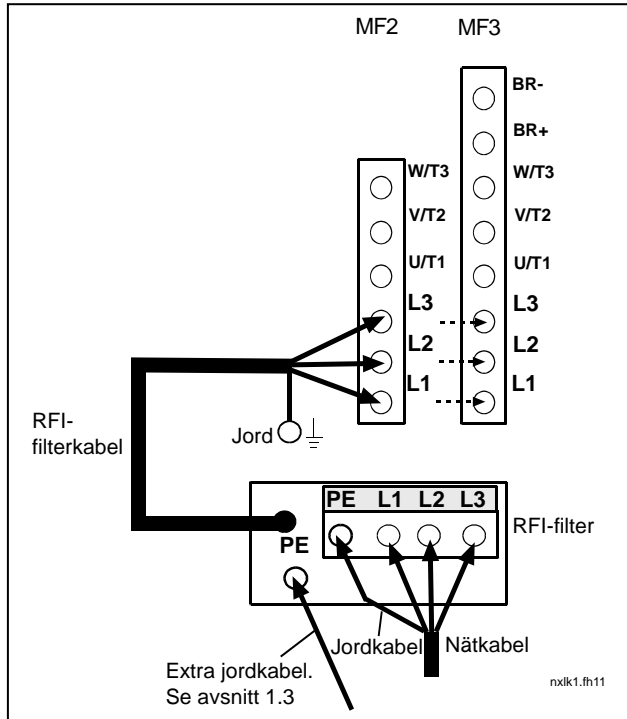 MF2 MF3
BR-
BR+
W/T3 W/T3
V/T2 V/T2
U/T1 U/T1
L3 L3
L2 L2
L1 L1
RFI-
filterkabel
Jord
PE L1 L2 L3
RFI-filter
PE
Jordkabel
Nätkabel
Extra jordkabel.
Se avsnitt 1.3
nxlk1.fh11